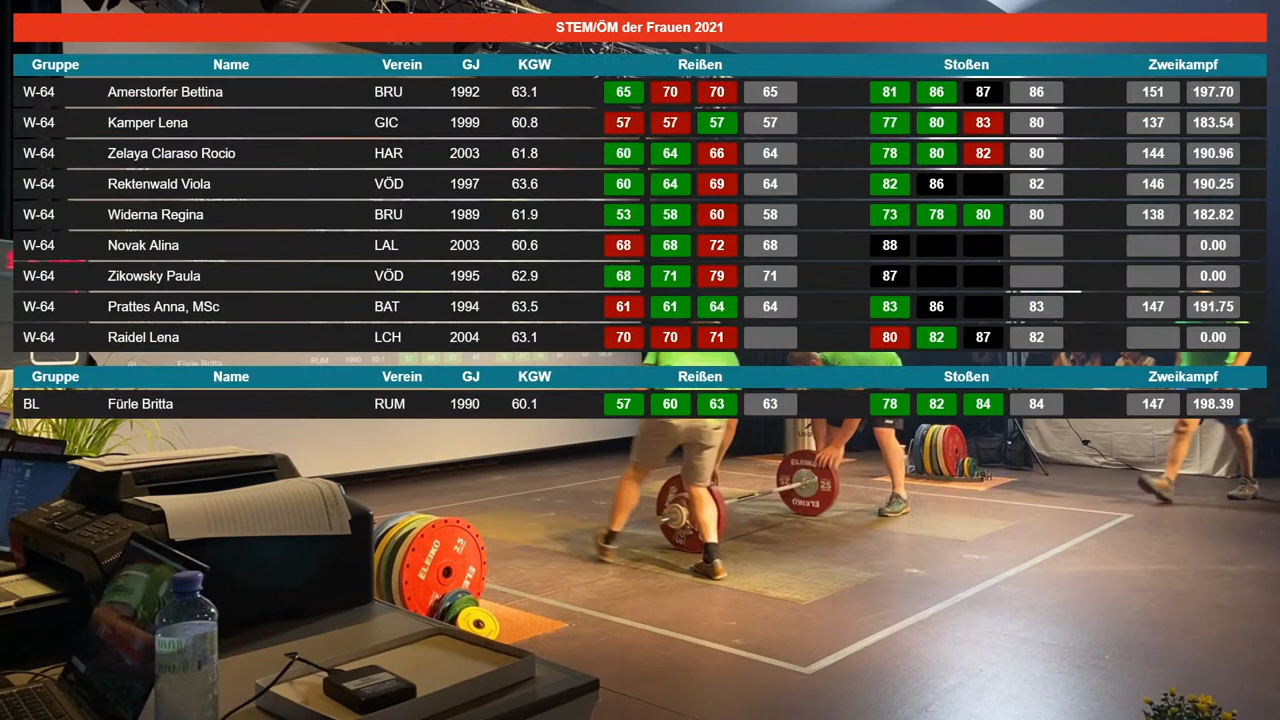 STEM/ÖM der Frauen 2021
Gruppe Name Verein GJ KGW Reißen Stoßen Zweikampf
W-64 Amerstorfer Bettina BRU 1992 63.1 65 70 70 65 81 86 87 86 151 197.70
W-64 Kamper Lena GIC 1999 60.8 57 57 57 57 77 80 83 80 137 183.54
W-64 Zelaya Claraso Rocio HAR 2003 61.8 60 64 66 64 78 80 82 80 144 190.96
W-64 Rektenwald Viola VÖD 1997 63.6 60 64 69 64 82 86 82 146 190.25
W-64 Widerna Regina BRU 1989 61.9 53 58 60 58 73 78 80 80 138 182.82
W-64 Novak Alina LAL 2003 60.6 68 68 72 68 88 0.00
W-64 Zikowsky Paula VÖD 1995 62.9 68 71 79 71 87 0.00
W-64 Prattes Anna, MSc BAT 1994 63.5 61 61 64 64 83 86 83 147 191.75
W-64 Raidel Lena LCH 2004 63.1 70 70 71 80 82 87 82 0.00
Fürle Britta RUM 1990 60.1
Gruppe Name Verein GJ KGW Reißen Stoßen Zweikampf
BL Fürle Britta RUM 1990 60.1 57 60 63 63 78 82 84 84 147 198.39
ELEIKO
25
ELEIKO
ELEIKO
25